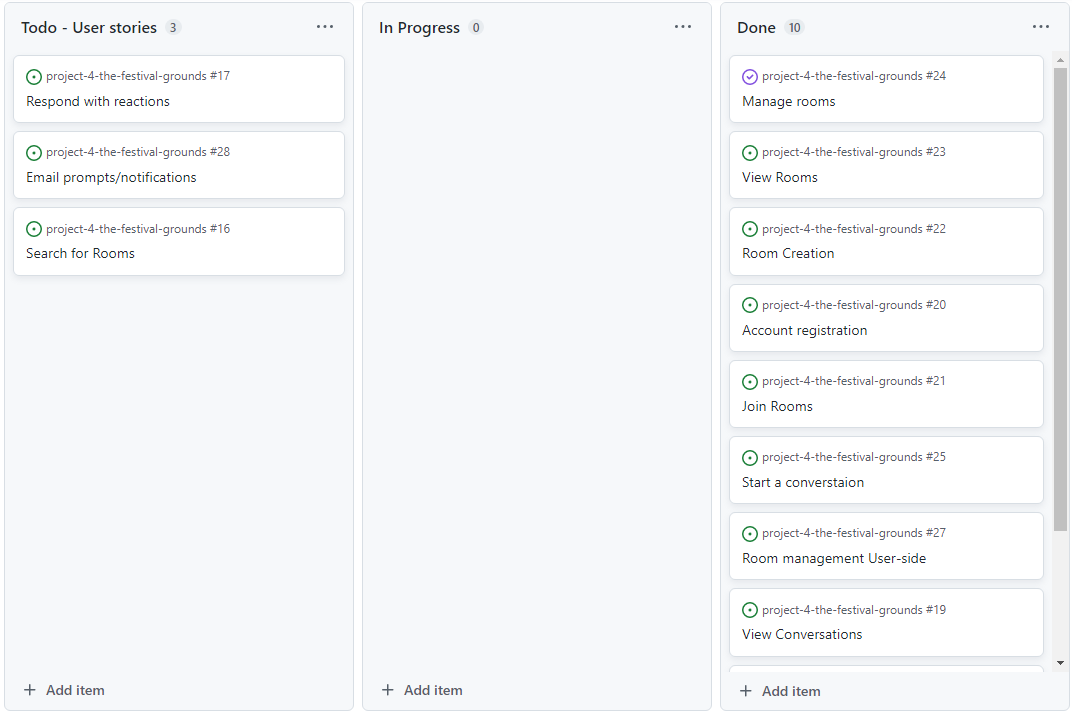 Todo - User stories 3
project-4-the-festival-grounds #17
Respond with reactions
project-4-the-festival-grounds #28
Email prompts/notifications
project-4-the-festival-grounds #16
Search for Rooms
Add item
In Progress 0
Add item
Done 10
project-4-the-festival-grounds #24
Manage rooms
project-4-the-festival-grounds #23
View Rooms
project-4-the-festival-grounds #22
Room Creation
project-4-the-festival-grounds #20
Account registration
project-4-the-festival-grounds #21
Join Rooms
project-4-the-festival-grounds #25
Start a converstaion
project-4-the-festival-grounds #27
Room management User-side
project-4-the-festival-grounds #19
View Conversations
Add item